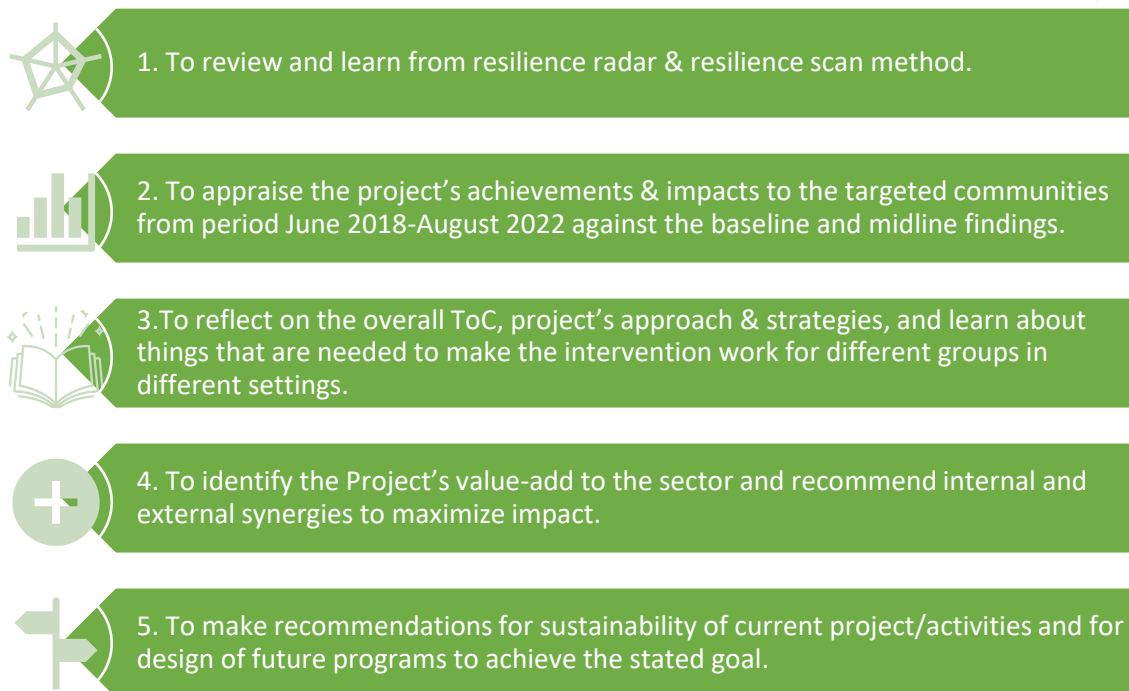 1. To review and learn from resilience radar & resilience scan method.
2. To appraise the project’s achievements & impacts to the targeted communities
from period June 2018-August 2022 against the baseline and midline findings.
3.To reflect on the overall ToC, project’s approach & strategies, and learn about
things that are needed to make the intervention work for different groups in
different settings.
4. To identify the Project’s value-add to the sector and recommend internal and
external synergies to maximize impact.
5. To make recommendations for sustainability of current project/activities and for
design of future programs to achieve the stated goal.